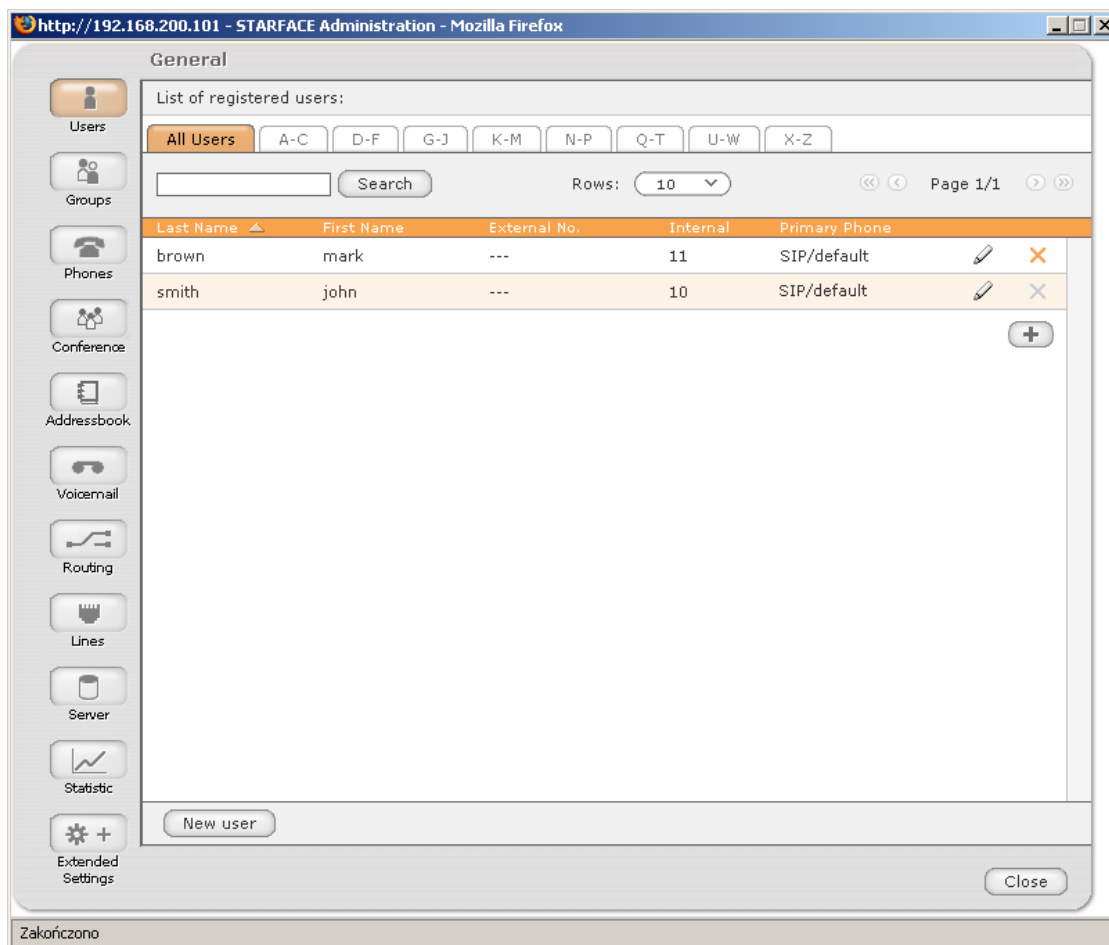 http://192.168.200.101 - STARFACE Administration - Mozilla Firefox
General
List of registered users:
All Users A-C D-F G-J K-M N-P Q-T U-W X-Z
Search Rows: 10 Page 1/1
Last Name First Name External No. Internal Primary Phone
brown mark --- 11 SIP/default
smith john --- 10 SIP/default
Users
Groups
Phones
Conference
Addressbook
Voicemail
Routing
Lines
Server
Statistic
Extended
Settings
New user
Close
Zakończono